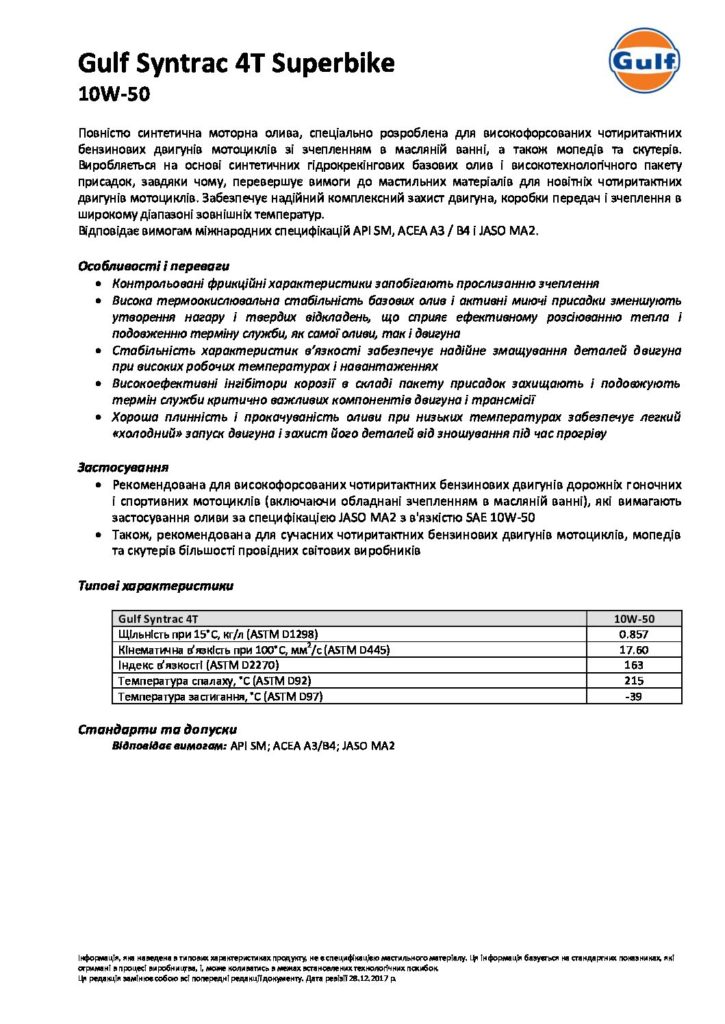 Gulf Syntrac 4T Superbike
Gulf
10W-50
Повністю синтетична моторна олива, спеціально розроблена для високофорсованих чотиритактних
бензинових двигунів мотоциклів зі зчепленням в масляній ванні, а також мопедів та скутерів.
Виробляється на основі синтетичних гідрокрекінгових базових олив і високотехнологічного пакету
присадок, завдяки чому, перевершує вимоги до мастильних матеріалів для новітніх чотиритактних
двигунів мотоциклів. Забезпечує надійний комплексний захист двигуна, коробки передач і зчеплення в
широкому діапазоні зовнішніх температур.
Відповідає вимогам міжнародних специфікацій API SM, ACEA A3 / B4 і JASO MA2.
Особливості і переваги
• Контрольовані фрикційні характеристики запобігають прослизанню зчеплення
• Висока термоокислювальна стабільність базових олив і активні миючі присадки зменшують
утворення нагару і твердих відкладень, що сприяє ефективному розсіюванню тепла і
подовженню терміну служби, як самої оливи, так і двигуна
• Стабільність характеристик в’язкості забезпечує надійне змащування деталей двигуна
при високих робочих температурах і навантаженнях
• Високоефективні інгібітори корозії в складі пакету присадок захищають і подовжують
термін служби критично важливих компонентів двигуна і трансмісії
• Хороша плинність і прокачуваність оливи при низьких температурах забезпечує легкий
«холодний» запуск двигуна і захист його деталей від зношування під час прогріву
Застосування
• Рекомендована для високофорсованих чотиритактних бензинових двигунів дорожніх гоночних
і спортивних мотоциклів (включаючи обладнані зчепленням в масляній ванні), які вимагають
застосування оливи за специфікацією JASO MA2 з в'язкістю SAE 10W-50
• Також, рекомендована для сучасних чотиритактних бензинових двигунів мотоциклів, мопедів
та скутерів більшості провідних світових виробників
Типові характеристики
Gulf Syntrac 4T 10W-50
Щільність при 15°С, кг/л (ASTM D1298) 0.857
Кінематична в’язкість при 100°С, мм²/с (ASTM D445) 17.60
Індекс в’язкості (ASTM D2270) 163
Температура спалаху, °С (ASTM D92) 215
Температура застигання, °С (ASTM D97) -39
Стандарти та допуски
Відповідає вимогам: API SM; ACEA A3/B4; JASO MA2
Інформація, яка наведена в типових характеристиках продукту, не є специфікацією мастильного матеріалу. Ця інформація базується на стандартних показниках, які
отримані в процесі виробництва, і, може коливатись в межах встановлених технологічних похибок.
Ця редакція замінює собою всі попередні редакції документу. Дата ревізії 28.12.2017 р.